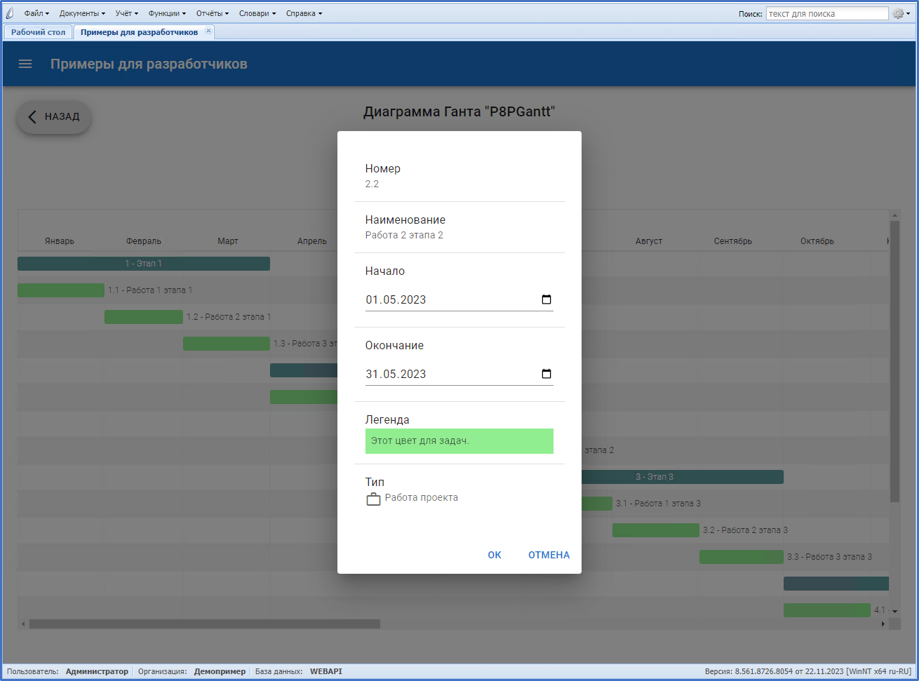 Файл Документы Учёт Функции Отчёты Словари Справка Поиск: текст для поиска
Рабочий стол Примеры для разработчиков
Примеры для разработчиков
НАЗАД
Диаграмма Ганта "P8PGantt"
Январь Февраль Март Апрель Август Сентябрь Октябрь
1 - Этап 1
1.1 - Работа 1 этапа 1
1.2 - Работа 2 этапа 1
1.3 - Работа 3 эт
этапа 2
3 - Этап 3
3.1 - Работа 1 этапа 3
3.2 - Работа 2 этапа 3
3.3 - Работа 3 этапа 3
4.1 -
Номер
2.2
Наименование
Работа 2 этапа 2
Начало
01.05.2023
Окончание
31.05.2023
Легенда
Этот цвет для задач.
Тип
Работа проекта
ОК ОТМЕНА
Пользователь: Администратор Организация: Демопример База данных: WEBAPI Версия: 8.561.8726.8054 от 22.11.2023 [WinNT x64 ru-RU]